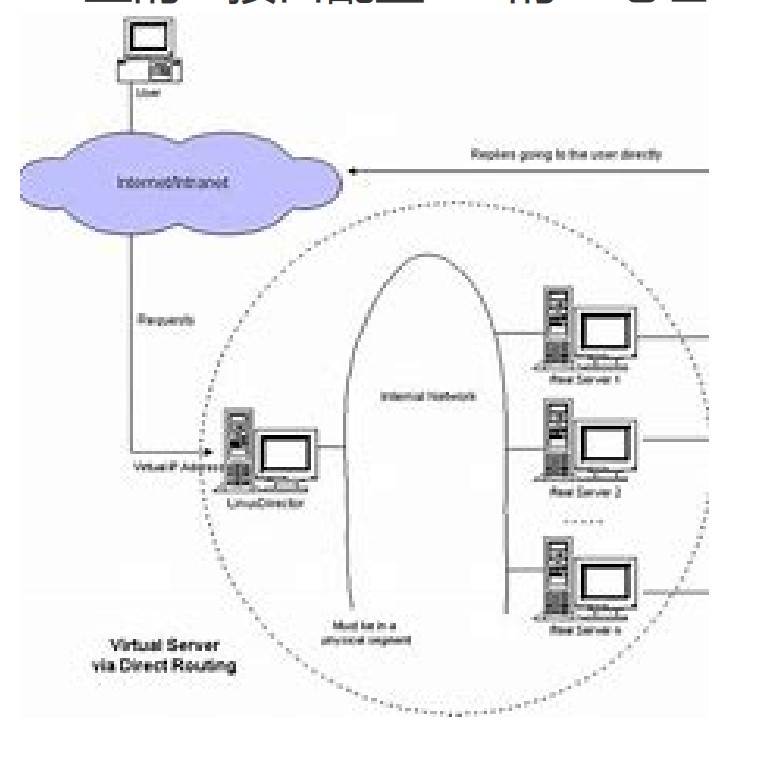 User
Replies going to the user directly
Internet/Intranet
Requests
Real Server 1
Internal Network
Virtual IP Address
LinuxDirector
Real Server 2
......
Real Server n
Must be in a
physical segment
Virtual Server
via Direct Routing